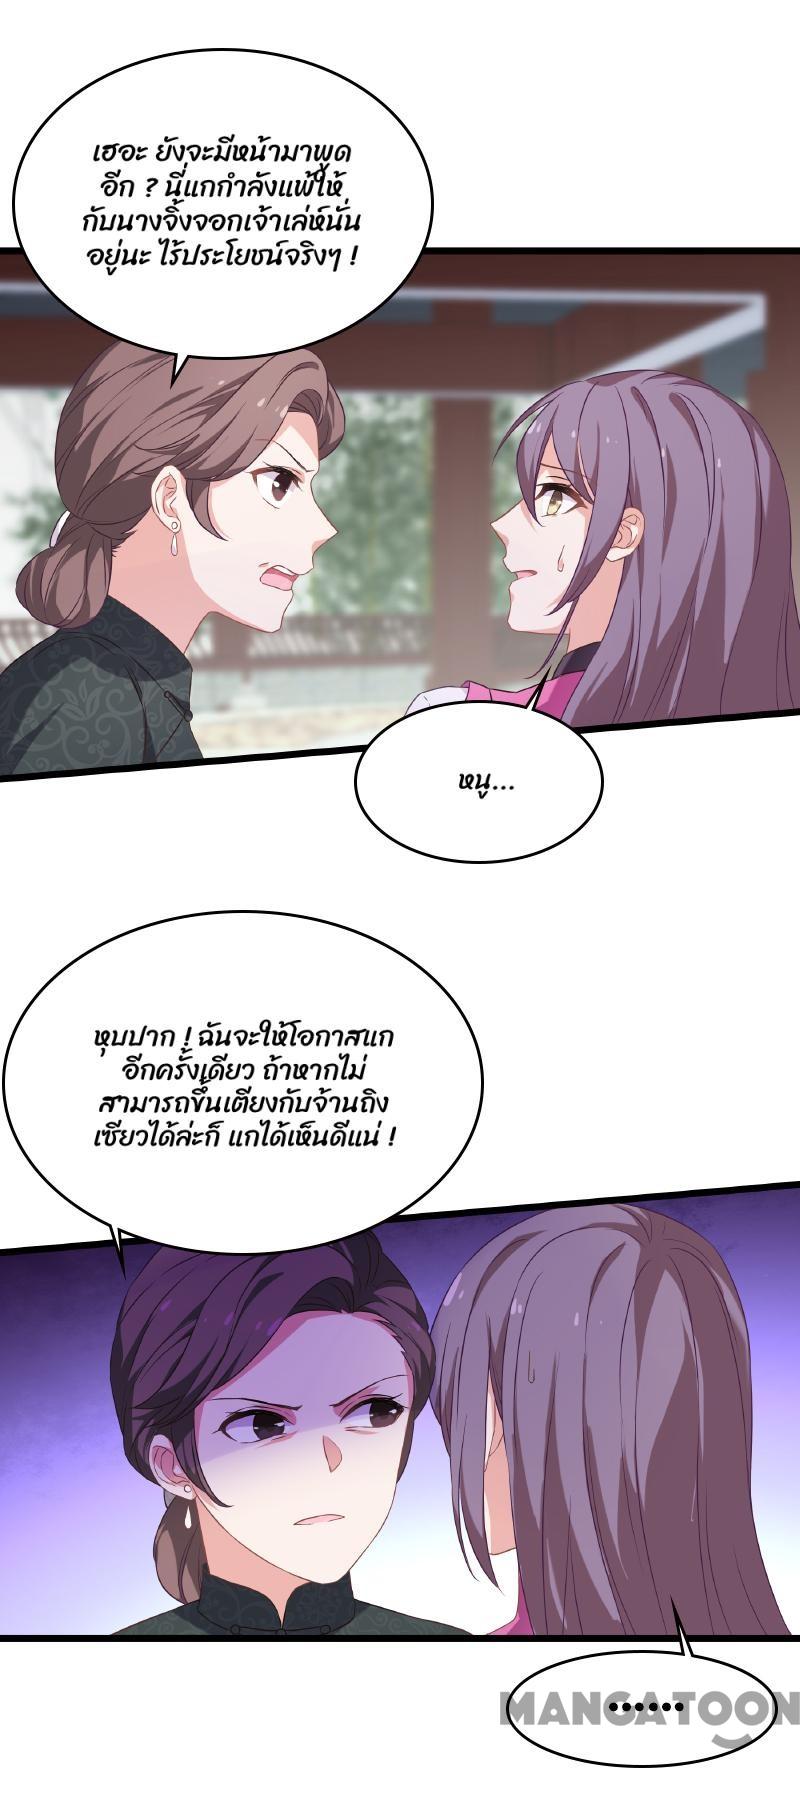 เฮอะ ยังจะมีหน้ามาพูด
อีก ? นี่แกกำลังแพ้ให้
กับนางจิ้งจอกเจ้าเล่ห์นั่น
อยู่นะ ไร้ประโยชน์จริงๆ !
หนู...
หุบปาก ! ฉันจะให้โอกาสแก
อีกครั้งเดียว ถ้าหากไม่
สามารถขึ้นเตียงกับจ้านถิง
เซียวได้ล่ะก็ แกได้เห็นดีแน่ !
......
MANGATOON